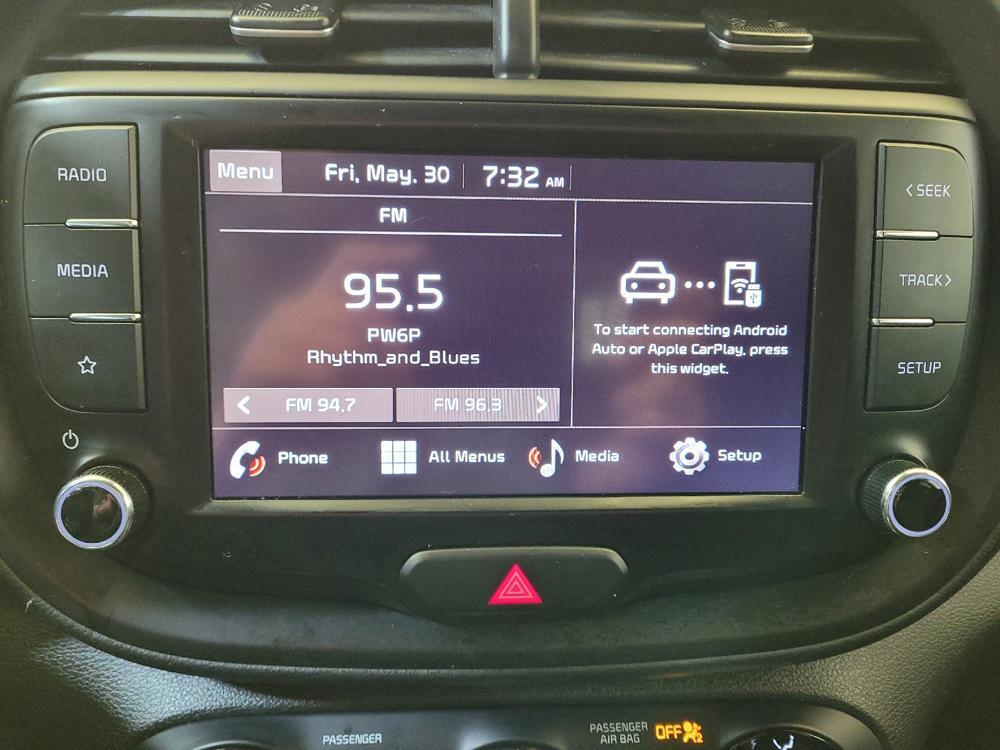 RADIO
MEDIA
Menu Fri, May. 30 7:32 AM
FM
95.5
PW6P
Rhythm_and_Blues
FM 94.7 FM 96.3
To start connecting Android
Auto or Apple CarPlay, press
this widget.
Phone All Menus Media Setup
SEEK
TRACK
SETUP
PASSENGER
PASSENGER
AIR BAG
OFF
2